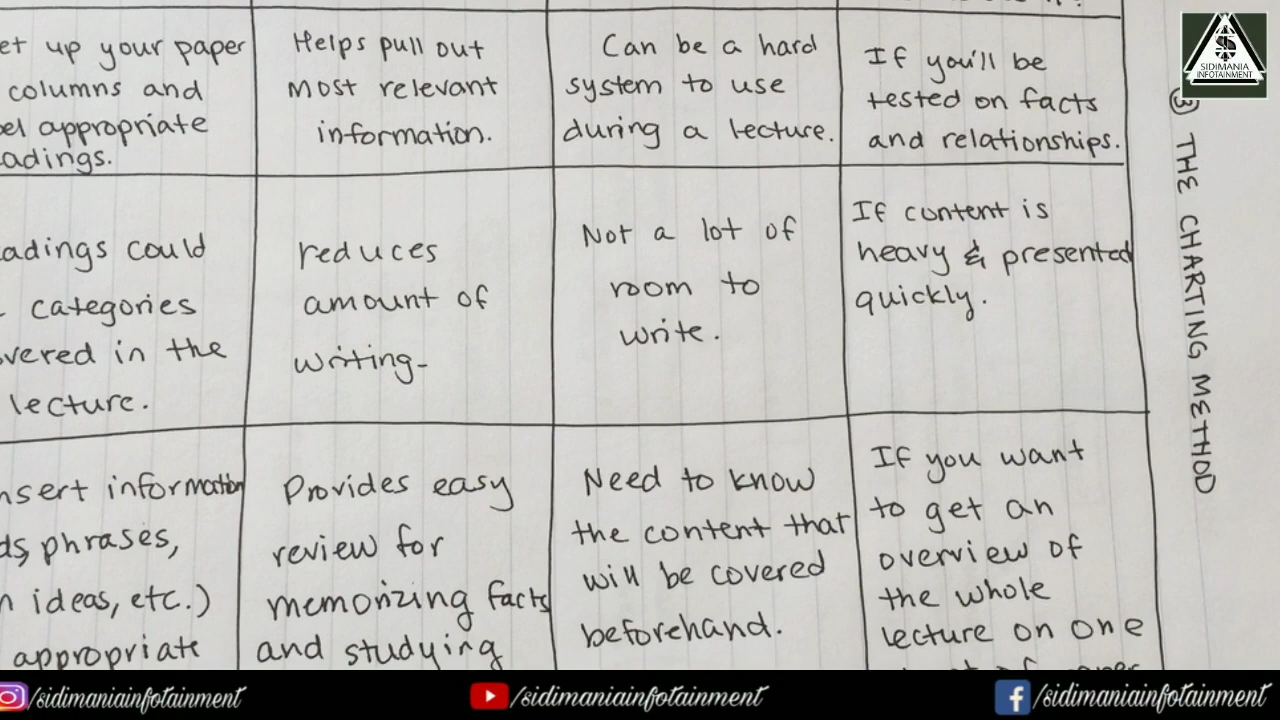 et up your paper
columns and
el appropriate
adings.
Helps pull out
most relevant
information.
Can be a hard
system to use
during a lecture.
If you'll be
tested on facts
and relationships.
adings could
categories
vered in the
lecture.
reduces
amount of
writing-
Not a lot of
room to
write.
If content is
heavy & presented
quickly.
nsert information
ds, phrases,
n ideas, etc.)
appropriate
Provides easy
review for
memorizing facts
and studying
Need to know
the content that
will be covered
beforehand.
If you want
to get an
overview of
the whole
lecture on one
③ THE CHARTING METHOD
SIDIMANIA
INFOTAINMENT
/sidimaniainfotainment
/sidimaniainfotainment
/sidimaniainfotainment